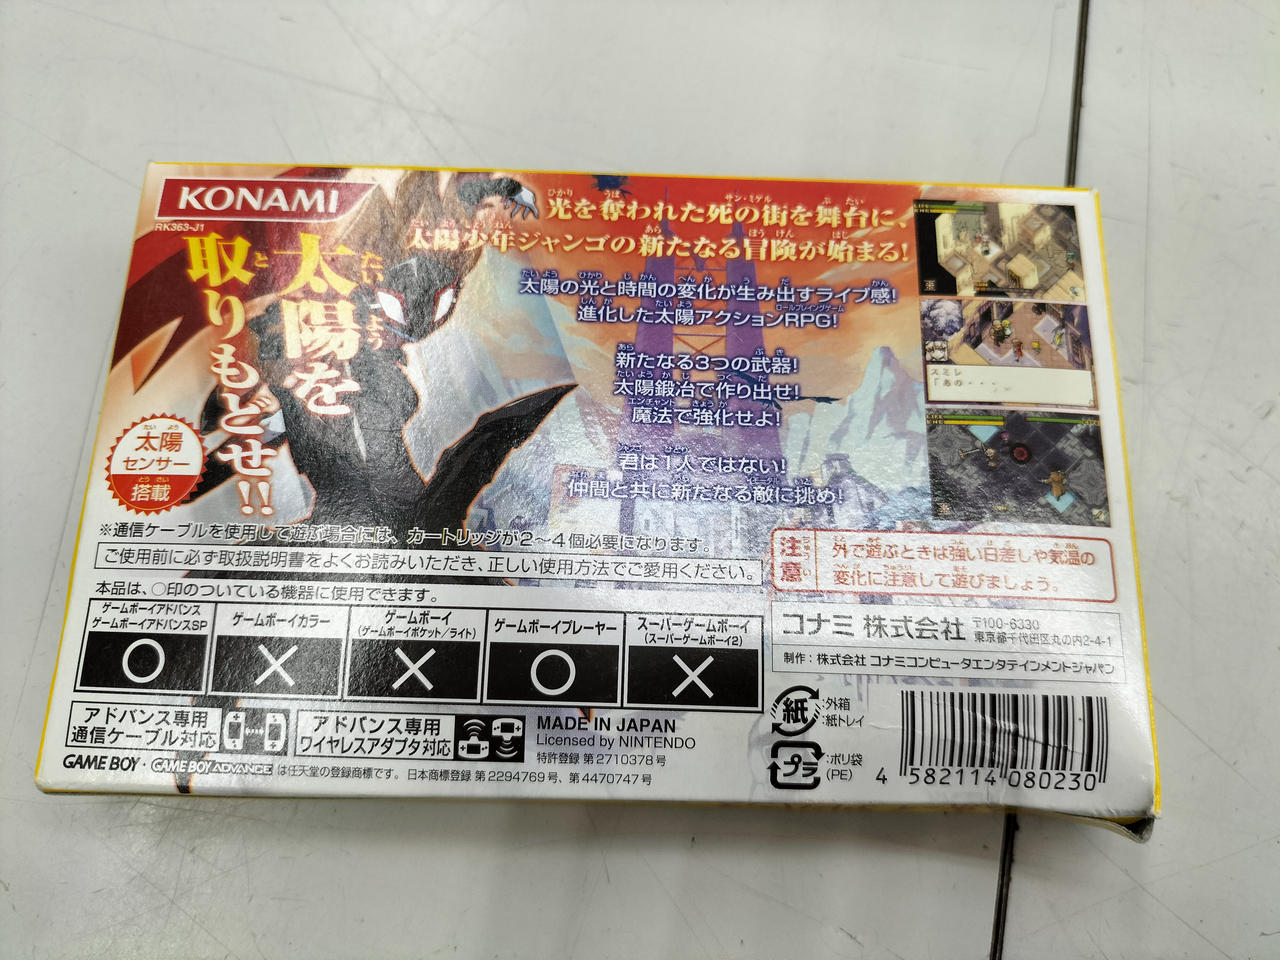 KONAMI
RK363-J1
太陽を
取りもどせ!!
太陽
センサー
搭載
光を奪われた死の街を舞台に、
太陽少年ジャンゴの新たなる冒険が始まる!
太陽の光と時間の変化が生み出すライブ感!
進化した太陽アクションRPG!
新たなる3つの武器!
太陽鍛冶で作り出せ!
魔法で強化せよ!
君は1人ではない!
仲間と共に新たなる敵に挑め!
スミレ
「あの・・・
※通信ケーブルを使用して遊ぶ場合には、カートリッジが2〜4個必要になります。
ご使用前に必ず取扱説明書をよくお読みいただき、正しい使用方法でご愛用ください。
注意
外で遊ぶときは強い日差しや気温の
変化に注意して遊びましょう。
本品は、○印のついている機器に使用できます。
ゲームボーイアドバンス
ゲームボーイアドバンスSP
ゲームボーイカラー
ゲームボーイ
(ゲームボーイポケット/ライト)
ゲームボーイプレーヤー
スーパーゲームボーイ
(スーパーゲームボーイ2)
○ × × ○ ×
コナミ 株式会社
〒100-6330
東京都千代田区丸の内2-4-1
制作:株式会社 コナミコンピュータエンタテインメントジャパン
アドバンス専用
通信ケーブル対応
アドバンス専用
ワイヤレスアダプタ対応
MADE IN JAPAN
Licensed by NINTENDO
特許登録 第2710378号
GAME BOY・GAME BOY ADVANCE は任天堂の登録商標です。日本商標登録 第2294769号、第4470747号
紙
:外箱
:紙トレイ
プラ
:ポリ袋
(PE)
4 582114 080230